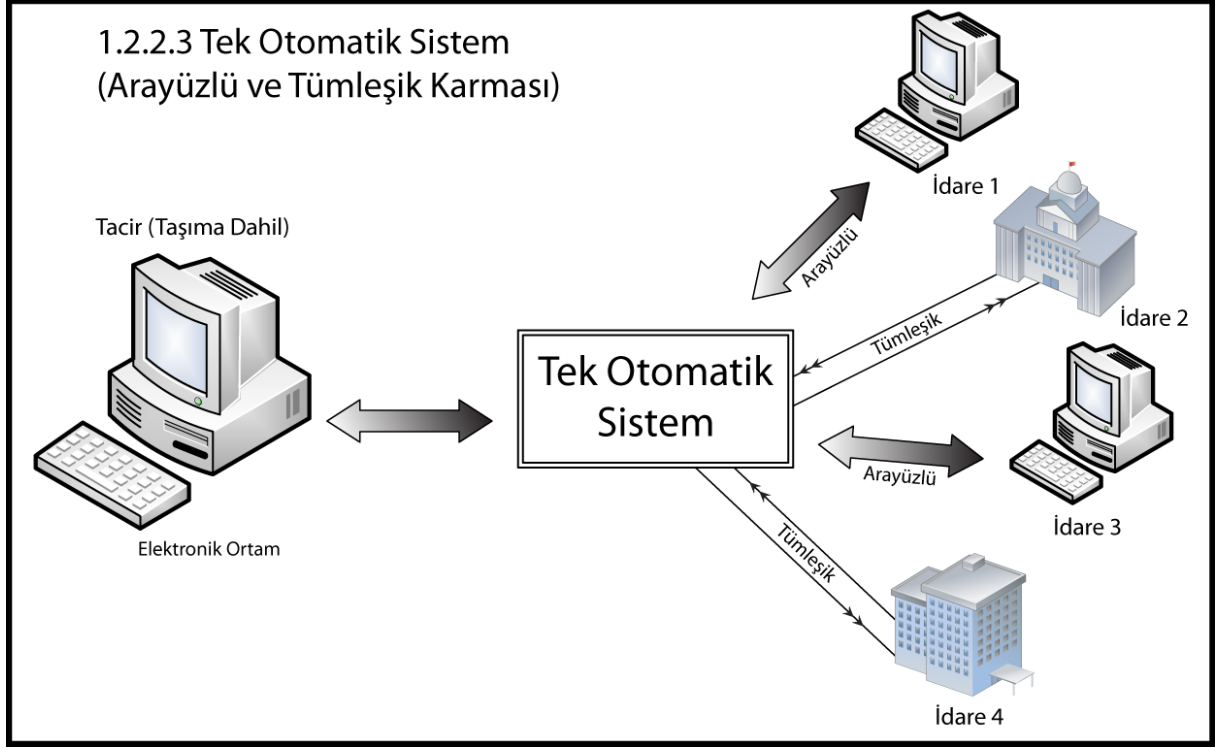 1.2.2.3 Tek Otomatik Sistem
(Arayüzlü ve Tümleşik Karması)
Tacir (Taşıma Dahil)
Elektronik Ortam
Tek Otomatik
Sistem
Arayüzlü
İdare 1
Tümleşik
İdare 2
Arayüzlü
İdare 3
Tümleşik
İdare 4